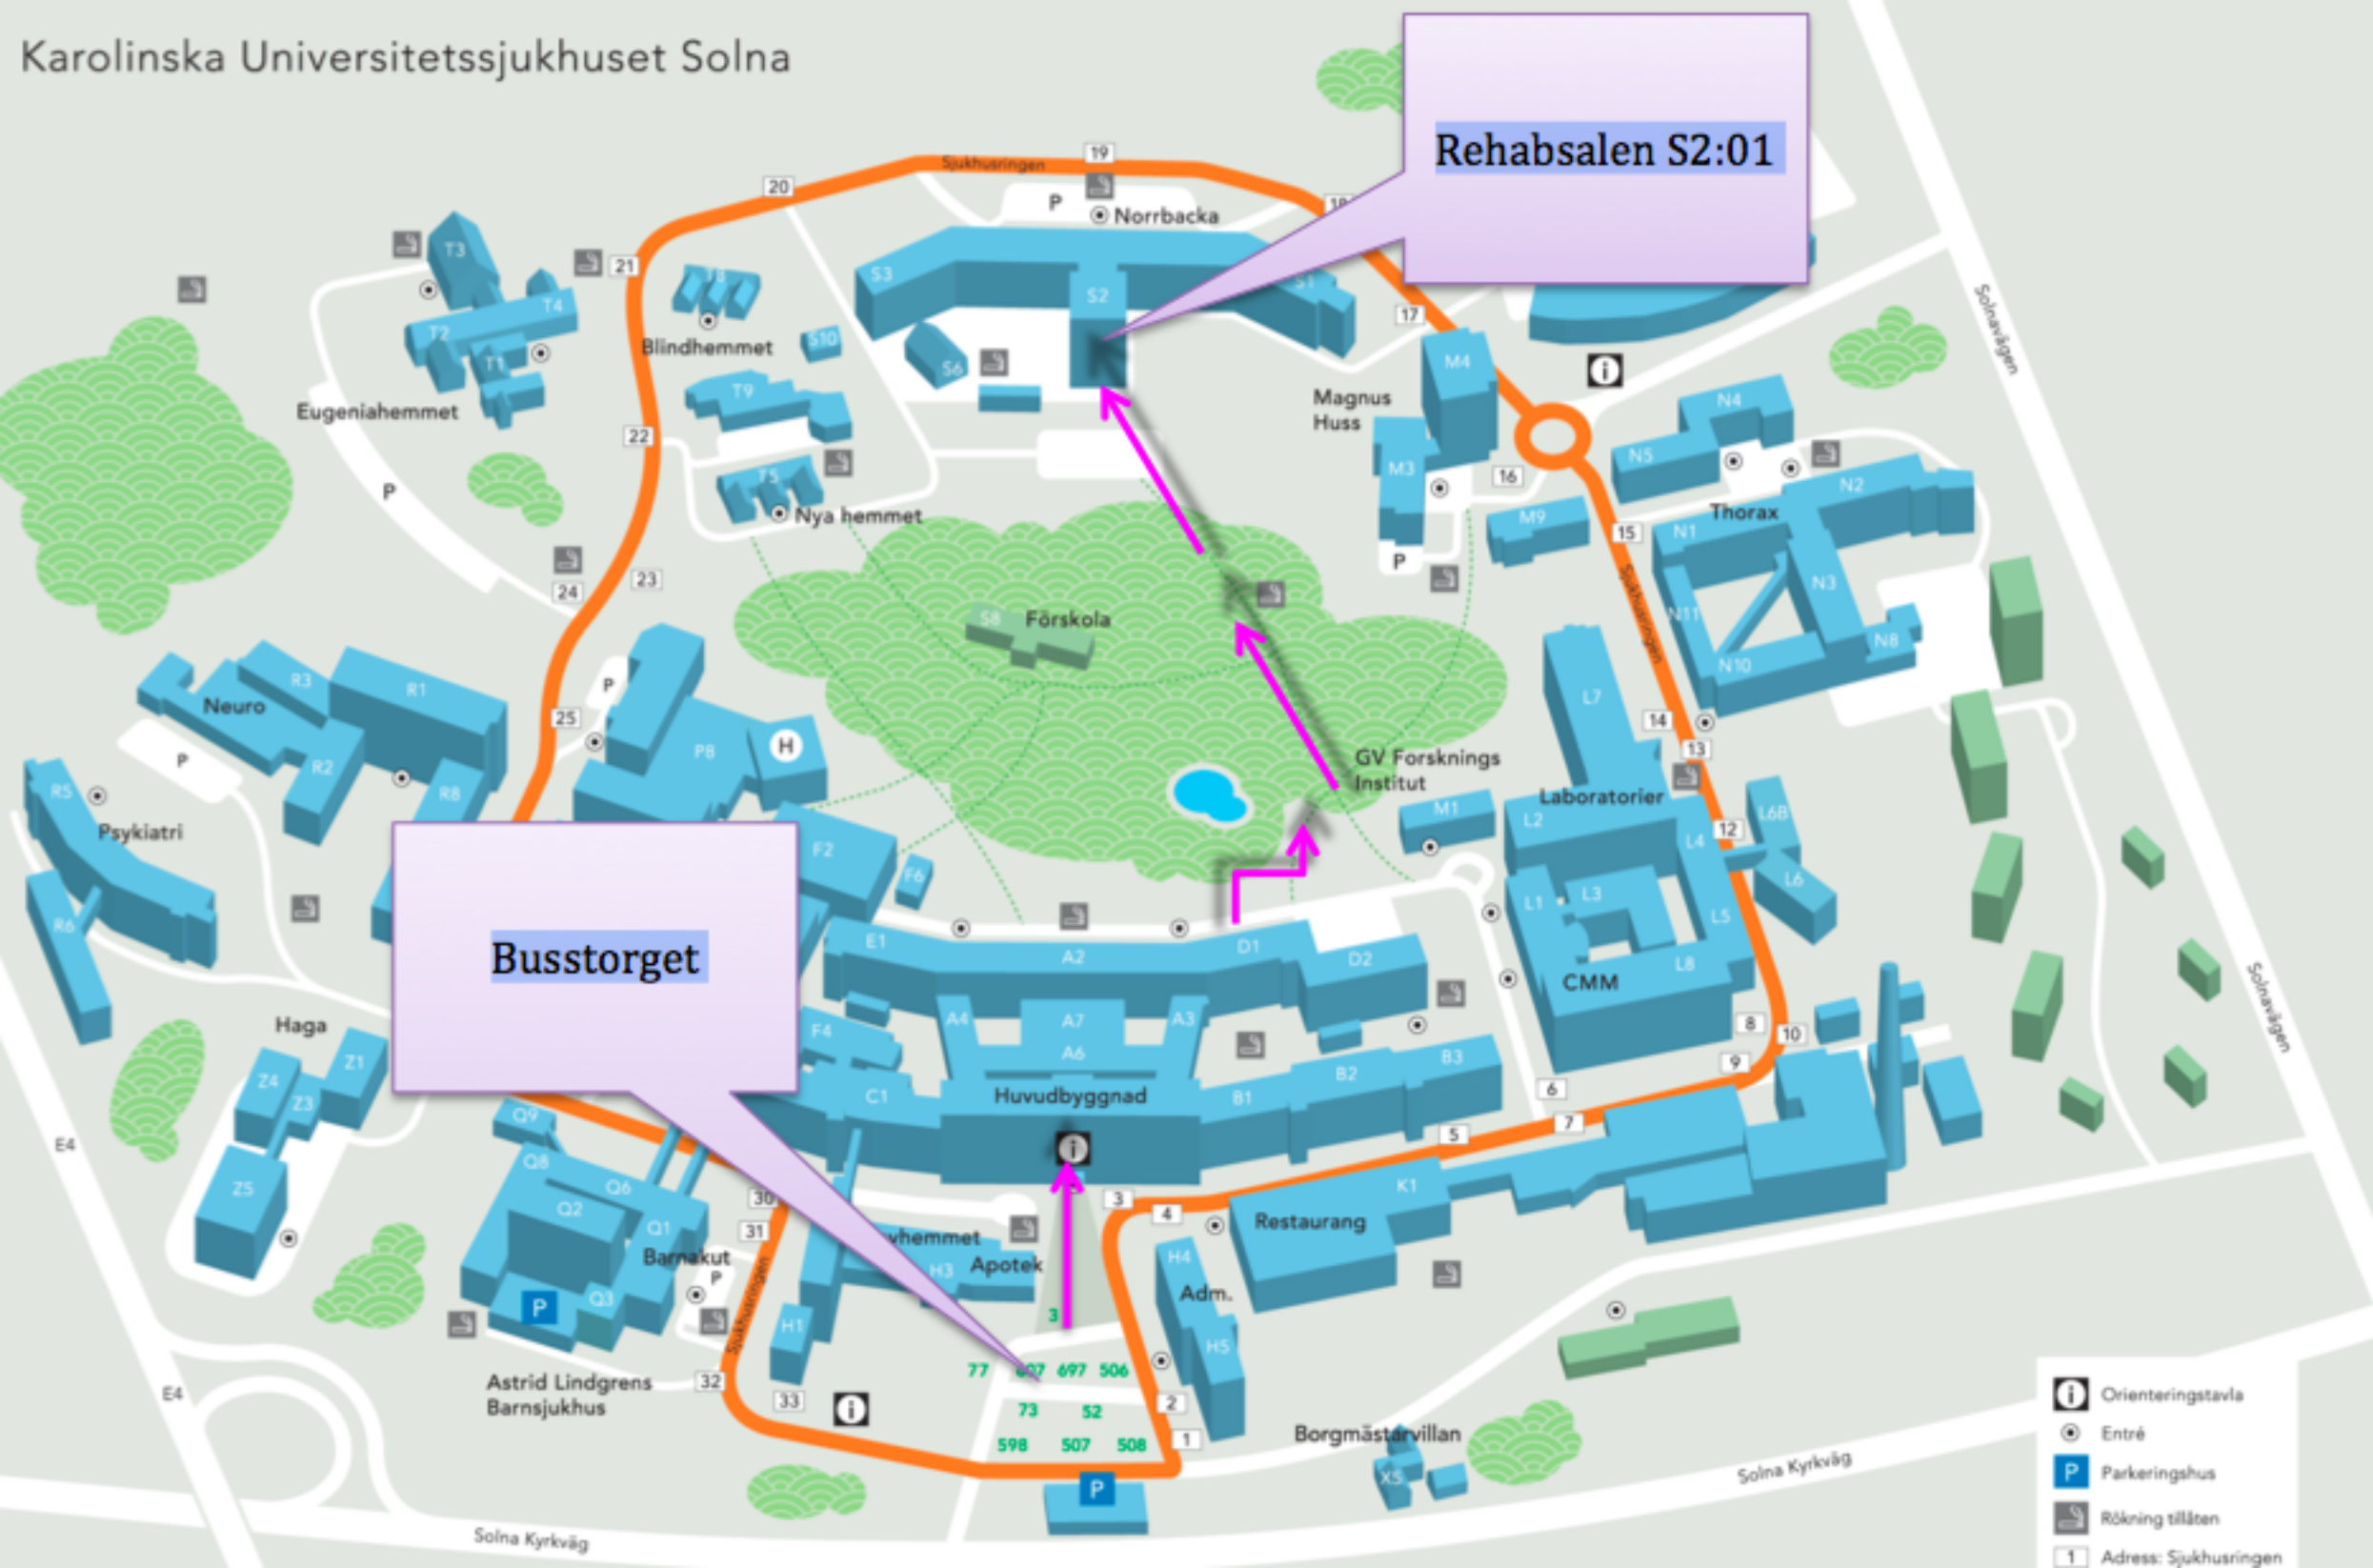 Karolinska Universitetssjukhuset Solna
Rehabsalen S2:01
Sjukhusringen
19
20
18
P
Norrbacka
Solnavägen
T3
21
T8
S3
S2
S1
17
T4
T2
T1
Blindhemmet
S10
S6
M4
Eugeniahemmet
T9
Magnus
Huss
N4
22
N5
M3
16
N2
P
T5
Nya hemmet
M9
Thorax
15
N1
P
24
23
N3
Sjukhusringen
S8
Förskola
N11
N8
N10
R3
R1
P
Neuro
L7
25
14
P8
H
13
P
R2
GV Forsknings
Institut
R5
R8
Laboratorier
M1
L6B
Psykiatri
L2
12
L4
F2
F6
L6
L3
L1
R6
L5
E1
D1
A2
D2
L8
Busstorget
CMM
Solnavägen
Haga
A4
A7
A3
F4
8
10
A6
B3
Z1
9
Z4
B2
Z3
C1
Huvudbyggnad
B1
6
Q9
7
5
E4
Q8
Q6
Z5
K1
Q2
30
3
4
Q1
31
Restaurang
vhemmet
Barnakut
H4
Apotek
P
H3
Adm.
Q3
P
3
H1
Sjukhusringen
H5
77
607
697
506
Astrid Lindgrens
Barnsjukhus
32
E4
33
2
73
52
Orienteringstavla
598
507
508
1
Borgmästarvillan
Entré
X5
Solna Kyrkväg
P
Parkeringshus
P
Rökning tillåten
Solna Kyrkväg
1
Adress: Sjukhusringen